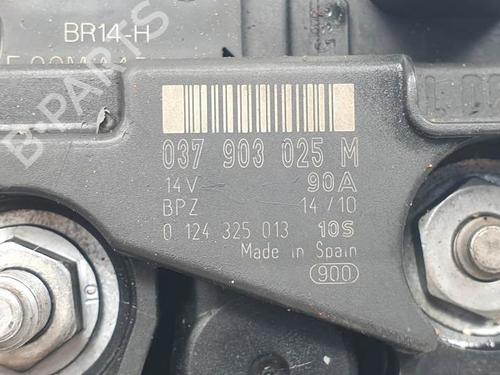 BR14-H
037 903 025 M
14V 90A
BPZ 14/10
0 124 325 013 10S
Made in Spain
900
B-PARTS